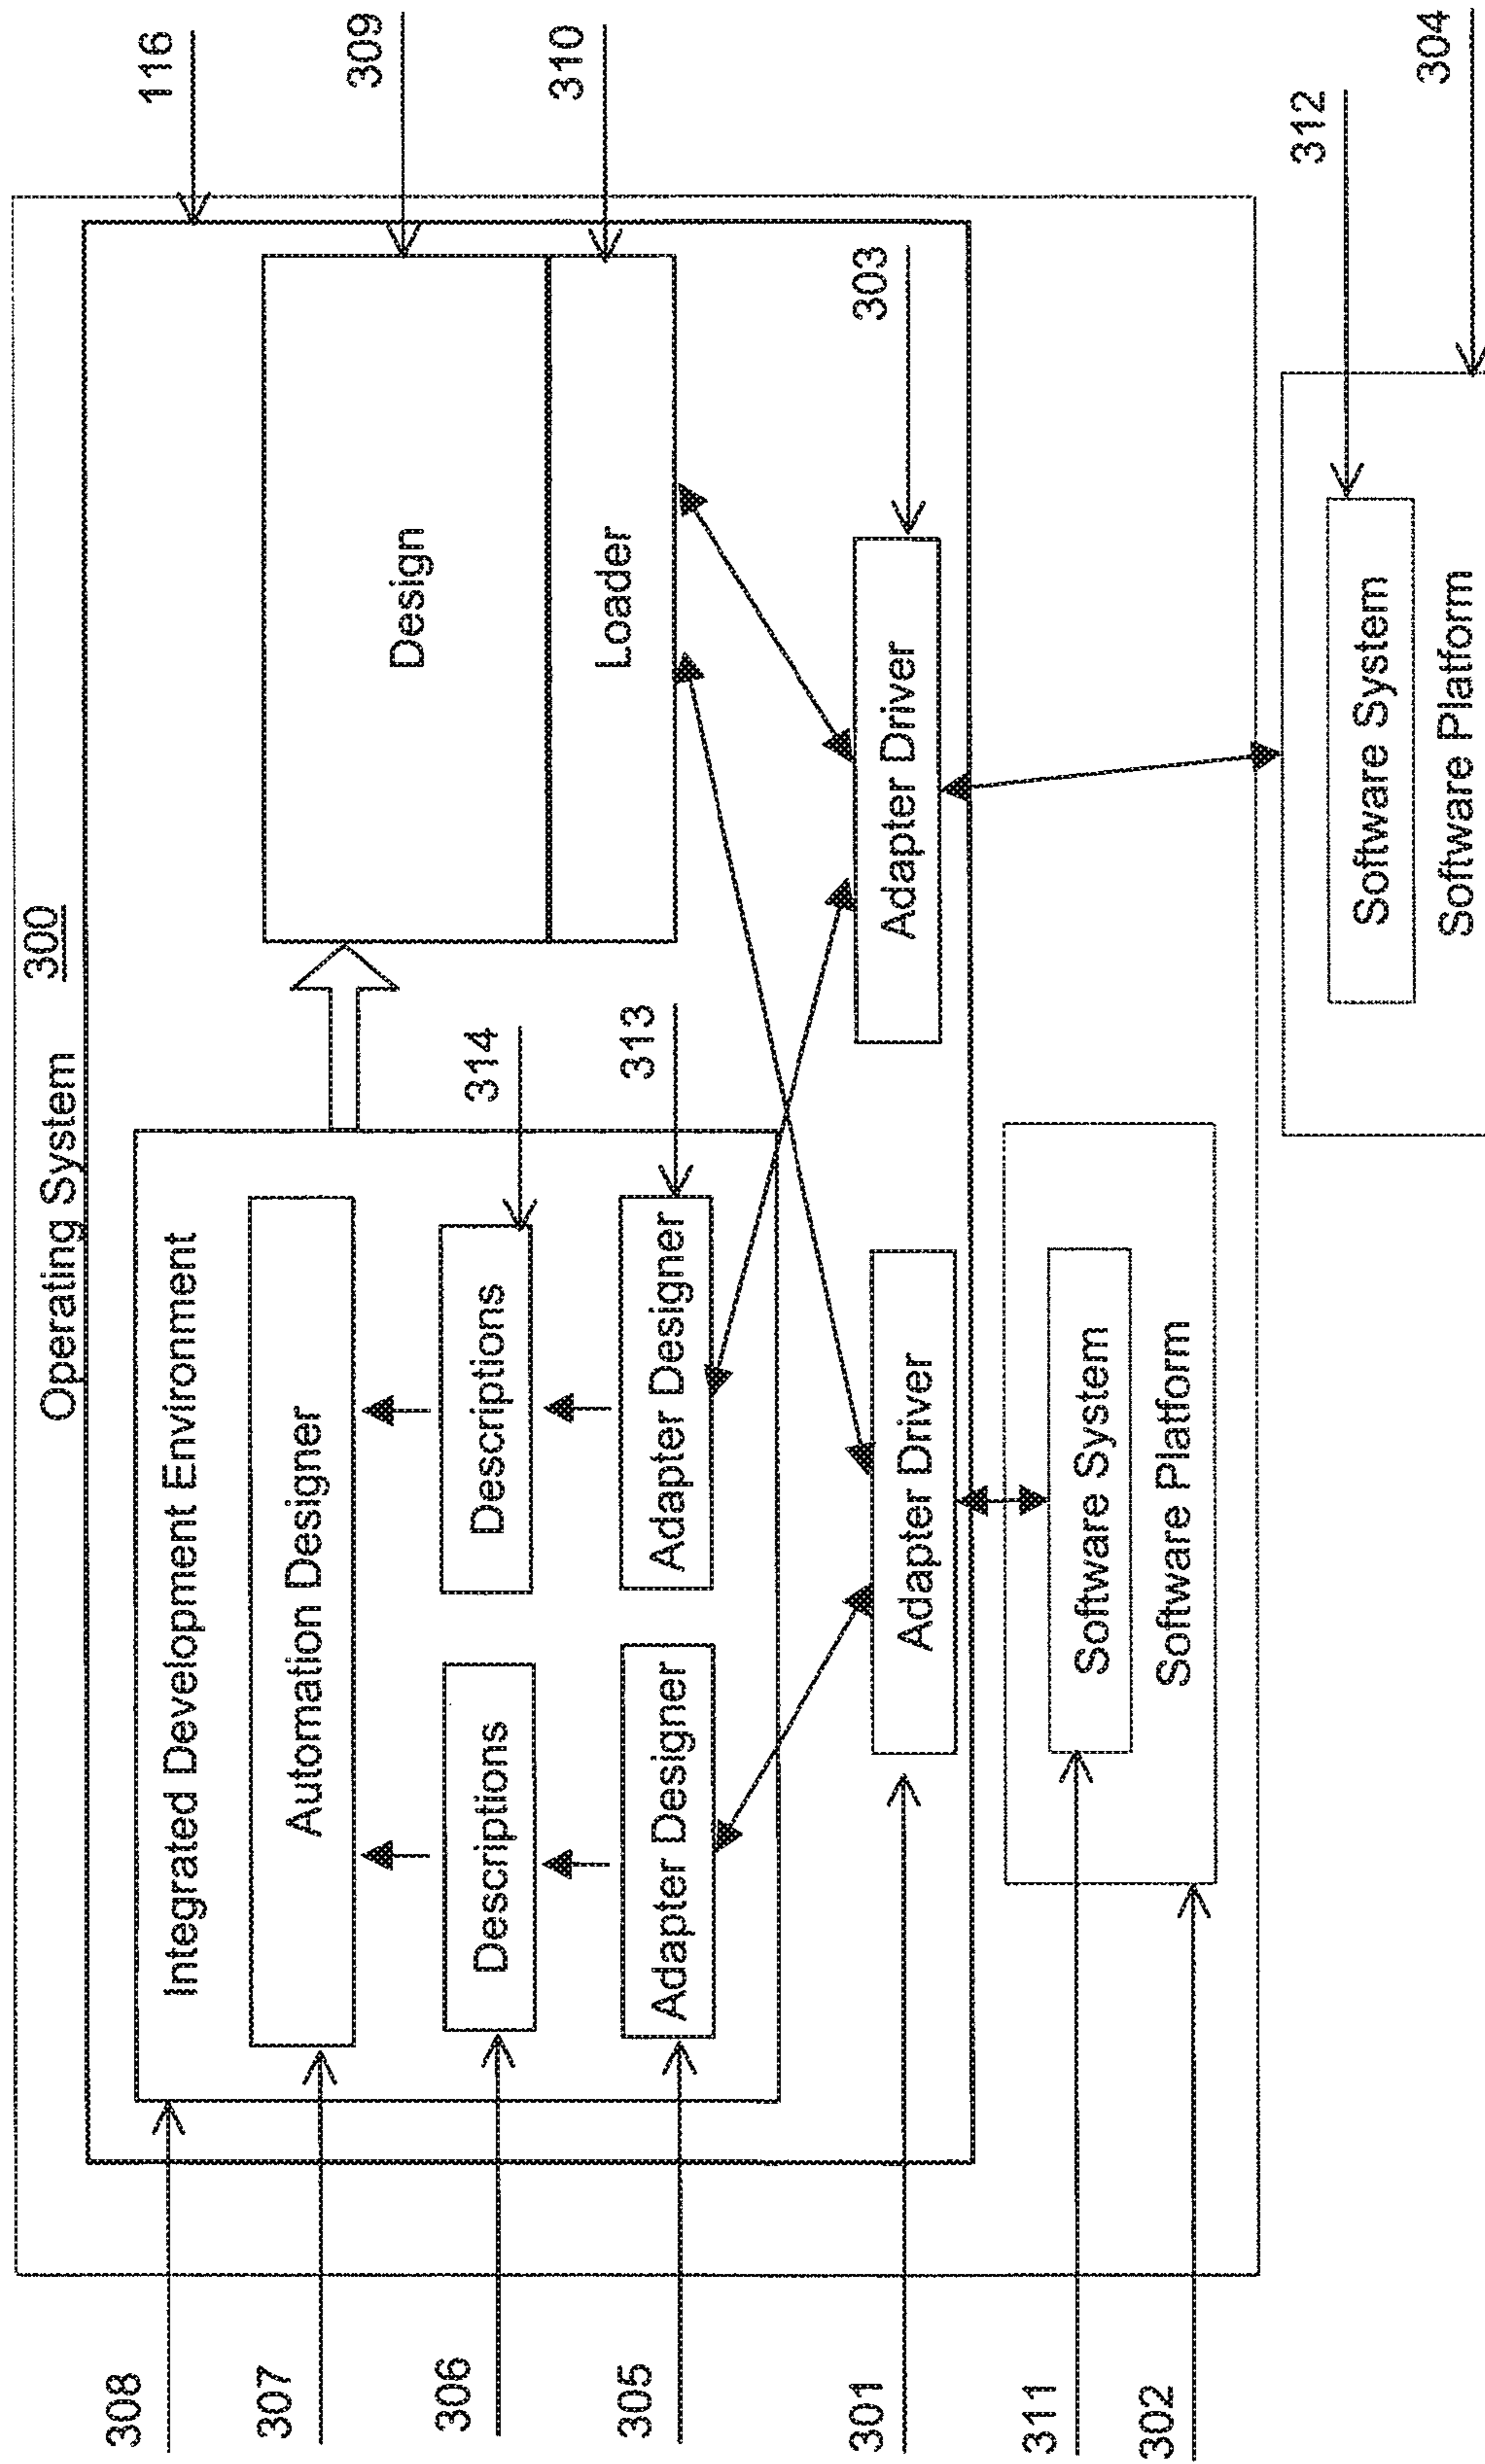 Operating System
300
116
309
310
308
Integrated Development Environment
307
Automation Designer
Design
306
Descriptions
Descriptions
314
Loader
305
Adapter Designer
Adapter Designer
313
301
Adapter Driver
Adapter Driver
303
311
Software System
302
Software Platform
312
Software System
304
Software Platform